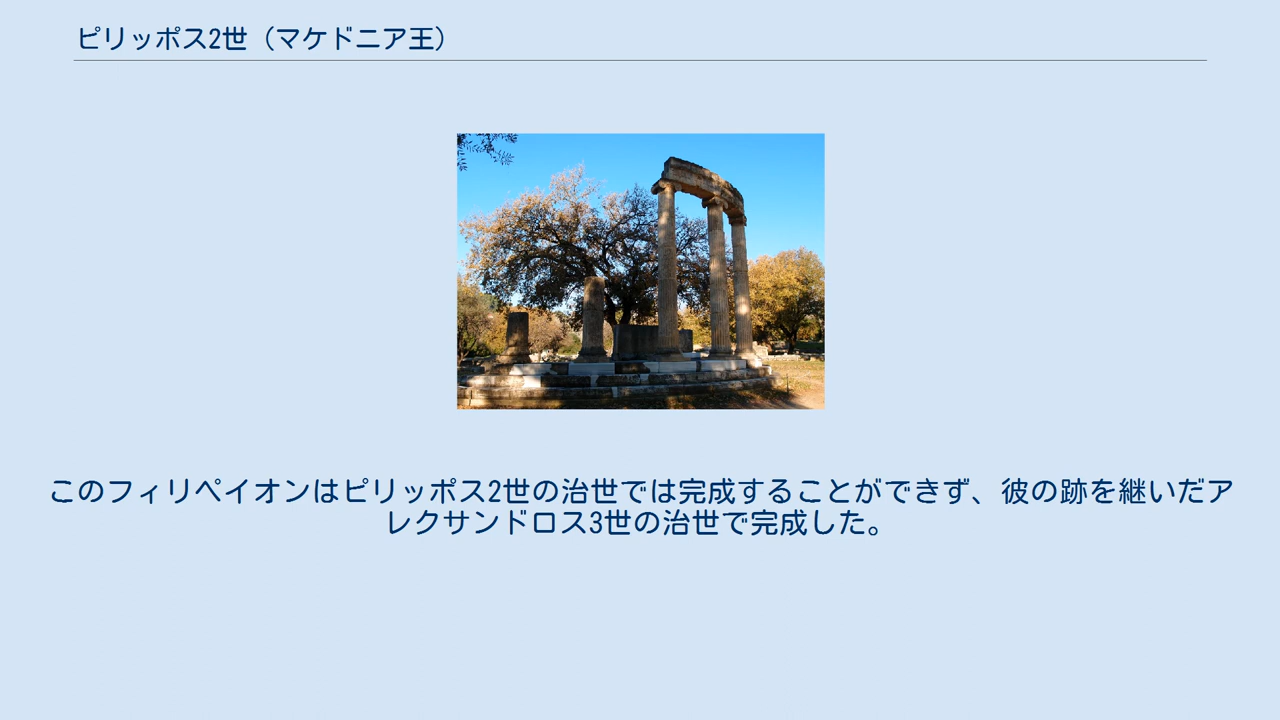 ピリッポス2世（マケドニア王）
このフィリペイオンはピリッポス2世の治世では完成することができず、彼の跡を継いだア
レクサンドロス3世の治世で完成した。